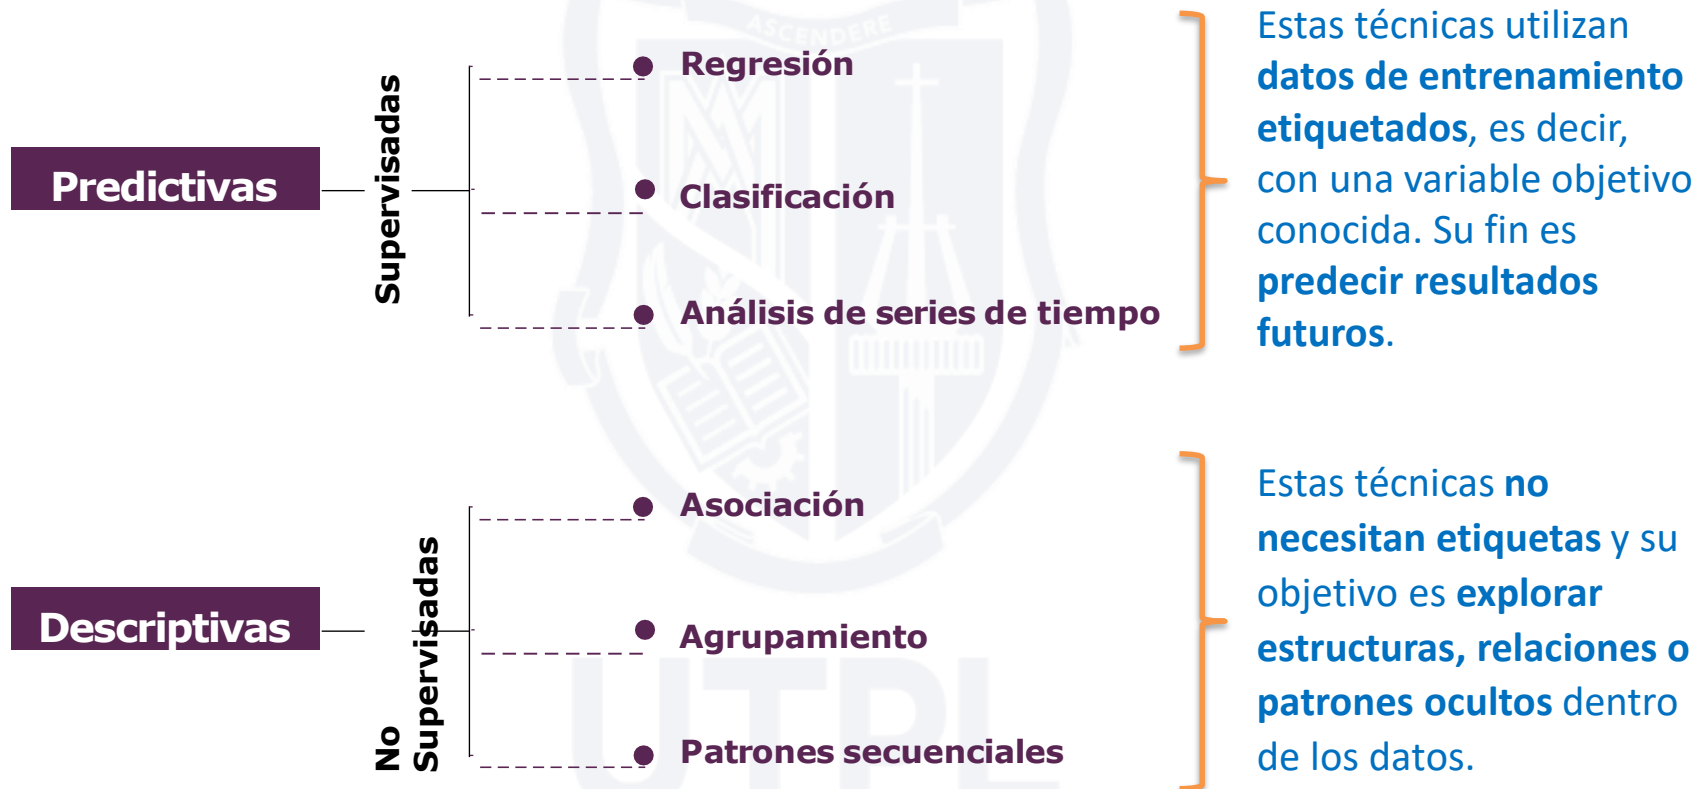 ASCENDERE
Predictivas
Supervisadas
Regresión
Clasificación
Análisis de series de tiempo
Estas técnicas utilizan
datos de entrenamiento
etiquetados, es decir,
con una variable objetivo
conocida. Su fin es
predecir resultados
futuros.
Descriptivas
No
Supervisadas
Asociación
Agrupamiento
Patrones secuenciales
Estas técnicas no
necesitan etiquetas y su
objetivo es explorar
estructuras, relaciones o
patrones ocultos dentro
de los datos.
UTPL